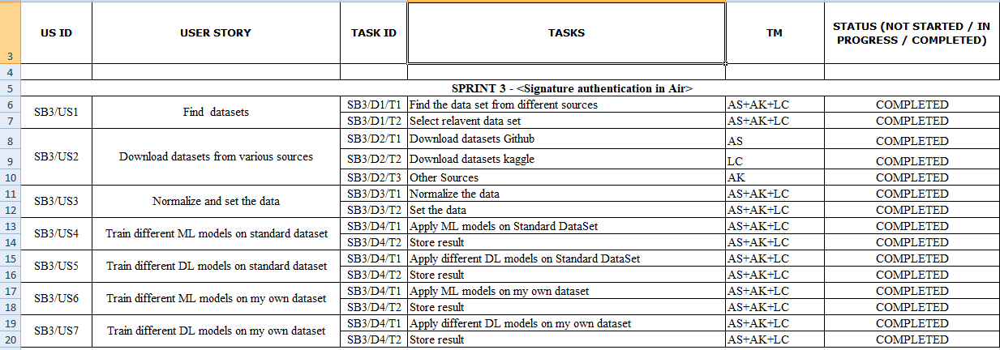 US ID USER STORY TASK ID TASKS TM STATUS (NOT STARTED / IN
PROGRESS / COMPLETED)
3
4
5 SPRINT 3 - <Signature authentication in Air>
6 SB3/US1 Find datasets SB3/D1/T1 Find the data set from different sources AS+AK+LC COMPLETED
7 SB3/D1/T2 Select relavent data set AS+AK+LC COMPLETED
8 SB3/US2 Download datasets from various sources SB3/D2/T1 Download datasets Github AS COMPLETED
9 SB3/D2/T2 Download datasets kaggle LC COMPLETED
10 SB3/D2/T3 Other Sources AK COMPLETED
11 SB3/US3 Normalize and set the data SB3/D3/T1 Normalize the data AS+AK+LC COMPLETED
12 SB3/D3/T2 Set the data AS+AK+LC COMPLETED
13 SB3/US4 Train different ML models on standard dataset SB3/D4/T1 Apply ML models on Standard DataSet AS+AK+LC COMPLETED
14 SB3/D4/T2 Store result AS+AK+LC COMPLETED
15 SB3/US5 Train different DL models on standard dataset SB3/D4/T1 Apply different DL models on Standard DataSet AS+AK+LC COMPLETED
16 SB3/D4/T2 Store result AS+AK+LC COMPLETED
17 SB3/US6 Train different ML models on my own dataset SB3/D4/T1 Apply ML models on my own dataset AS+AK+LC COMPLETED
18 SB3/D4/T2 Store result AS+AK+LC COMPLETED
19 SB3/US7 Train different DL models on my own dataset SB3/D4/T1 Apply different DL models on my own dataset AS+AK+LC COMPLETED
20 SB3/D4/T2 Store result AS+AK+LC COMPLETED